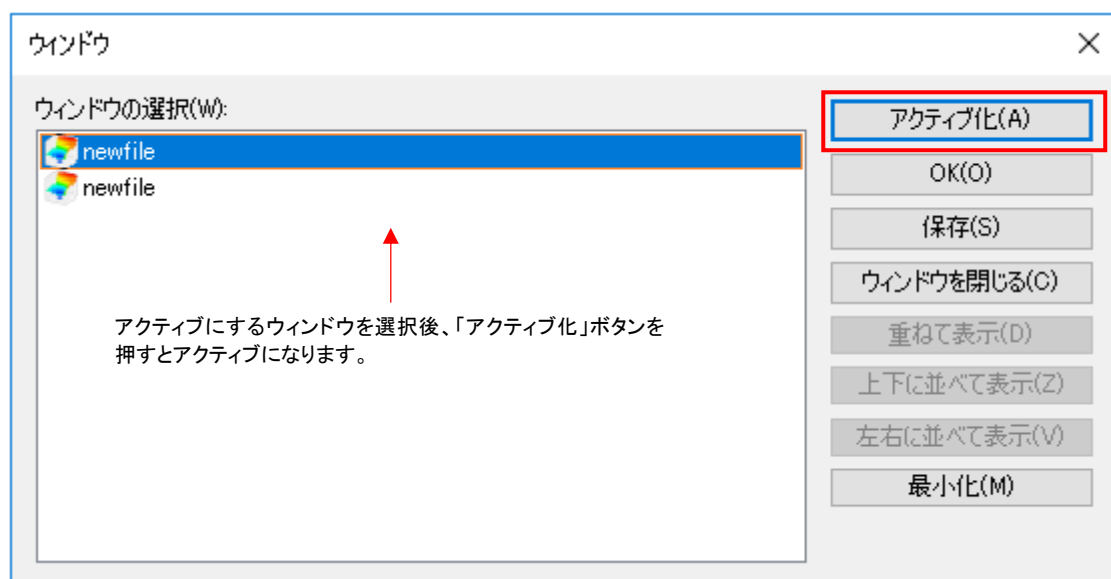 ウィンドウ
ウィンドウの選択(W):
newfile
newfile
アクティブにするウィンドウを選択後、「アクティブ化」ボタンを
押すとアクティブになります。
アクティブ化(A)
OK(O)
保存(S)
ウィンドウを閉じる(C)
重ねて表示(D)
上下に並べて表示(Z)
左右に並べて表示(V)
最小化(M)